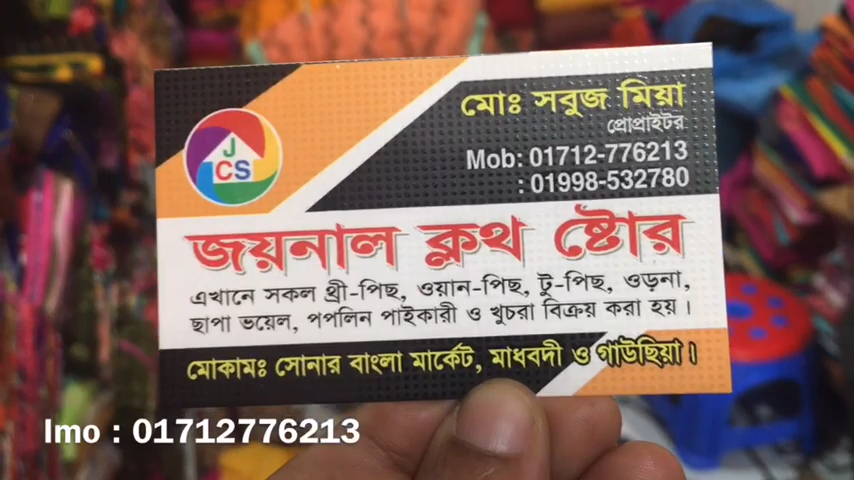 মোঃ সবুজ মিয়া
প্রোপ্রাইটর
Mob: 01712-776213
: 01998-532780
J
CS
জয়নাল ক্লথ ষ্টোর
এখানে সকল থ্রী-পিছ, ওয়ান-পিছ, টু-পিছ, ওড়না,
ছাপা ভয়েল, পপলিন পাইকারী ও খুচরা বিক্রয় করা হয়।
মোকামঃ সোনার বাংলা মার্কেট, মাধবদী ও গাউছিয়া।
Imo : 01712776213